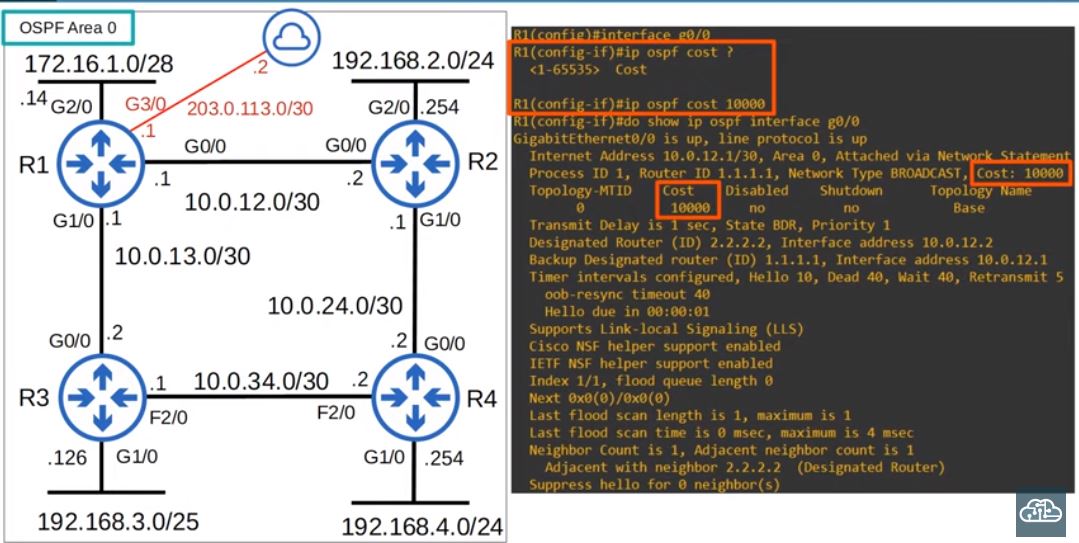 OSPF Area 0
172.16.1.0/28
192.168.2.0/24
.2
.14 G2/0
G3/0
203.0.113.0/30
G2/0 .254
.1
R1
G0/0
G0/0
R2
.1
.2
10.0.12.0/30
G1/0 .1
.1 G1/0
10.0.13.0/30
10.0.24.0/30
G0/0 .2
.2 G0/0
R3
.1
10.0.34.0/30
.2
R4
F2/0
F2/0
.126 G1/0
G1/0 .254
192.168.3.0/25
192.168.4.0/24
R1(config)#interface g0/0
R1(config-if)#ip ospf cost ?
<1-65535> Cost
R1(config-if)#ip ospf cost 10000
R1(config-if)#do show ip ospf interface g0/0
GigabitEthernet0/0 is up, line protocol is up
Internet Address 10.0.12.1/30, Area 0, Attached via Network Statement
Process ID 1, Router ID 1.1.1.1, Network Type BROADCAST, Cost: 10000
Topology-MTID Cost Disabled Shutdown Topology Name
0 10000 no no Base
Transmit Delay is 1 sec, State BDR, Priority 1
Designated Router (ID) 2.2.2.2, Interface address 10.0.12.2
Backup Designated router (ID) 1.1.1.1, Interface address 10.0.12.1
Timer intervals configured, Hello 10, Dead 40, Wait 40, Retransmit 5
oob-resync timeout 40
Hello due in 00:00:01
Supports Link-local Signaling (LLS)
Cisco NSF helper support enabled
IETF NSF helper support enabled
Index 1/1, flood queue length 0
Next 0x0(0)/0x0(0)
Last flood scan length is 1, maximum is 1
Last flood scan time is 0 msec, maximum is 4 msec
Neighbor Count is 1, Adjacent neighbor count is 1
Adjacent with neighbor 2.2.2.2 (Designated Router)
Suppress hello for 0 neighbor(s)